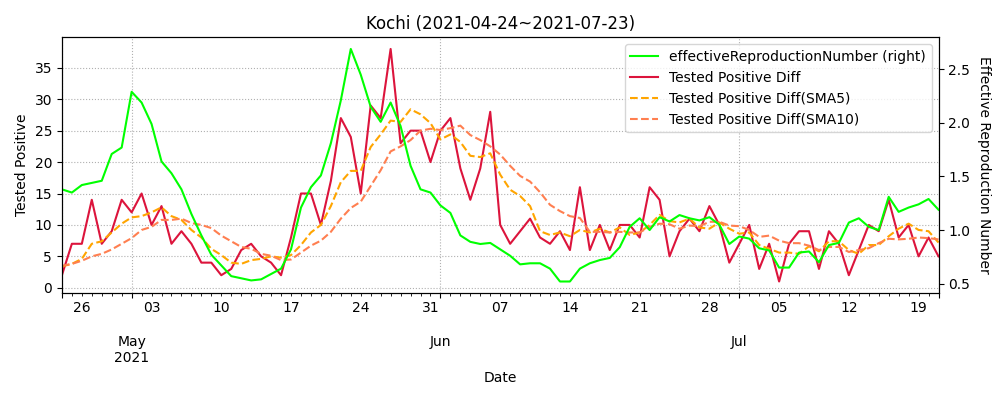 Kochi (2021-04-24~2021-07-23)
effectiveReproductionNumber (right)
Tested Positive Diff
Tested Positive Diff(SMA5)
Tested Positive Diff(SMA10)
Tested Positive
35
30
25
20
15
10
5
0
2.5
2.0
1.5
1.0
0.5
Effective Reproduction Number
26 03 10 17 24 31 07 14 21 28 05 12 19
May Jun Jul
2021
Date